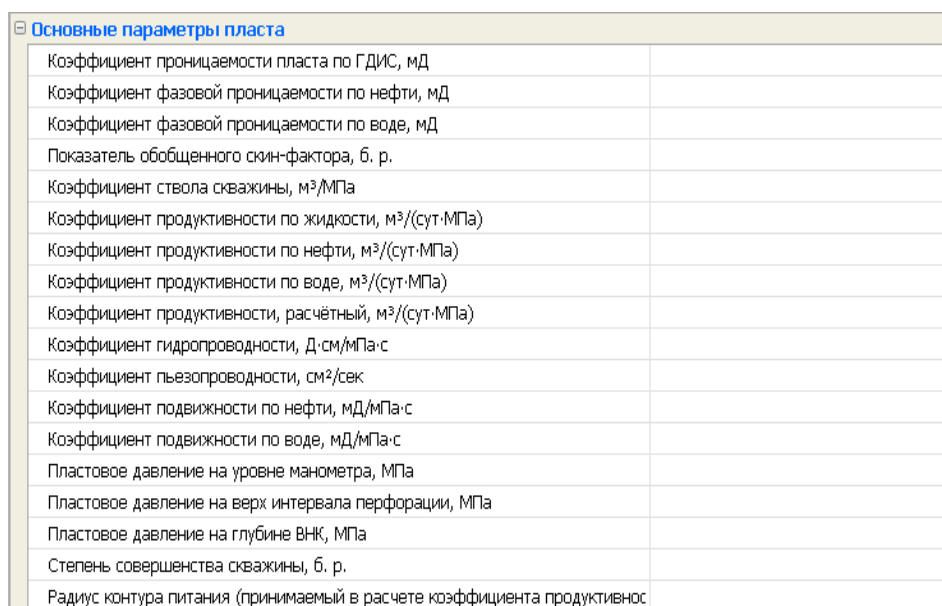 Основные параметры пласта
Коэффициент проницаемости пласта по ГДИС, мД
Коэффициент фазовой проницаемости по нефти, мД
Коэффициент фазовой проницаемости по воде, мД
Показатель обобщенного скин-фактора, б. р.
Коэффициент ствола скважины, м³/МПа
Коэффициент продуктивности по жидкости, м³/(сут·МПа)
Коэффициент продуктивности по нефти, м³/(сут·МПа)
Коэффициент продуктивности по воде, м³/(сут·МПа)
Коэффициент продуктивности, расчётный, м³/(сут·МПа)
Коэффициент гидропроводности, Д·см/мПа·с
Коэффициент пьезопроводности, см²/сек
Коэффициент подвижности по нефти, мД/мПа·с
Коэффициент подвижности по воде, мД/мПа·с
Пластовое давление на уровне манометра, МПа
Пластовое давление на верх интервала перфорации, МПа
Пластовое давление на глубине ВНК, МПа
Степень совершенства скважины, б. р.
Радиус контура питания (принимаемый в расчете коэффициента продуктивнос